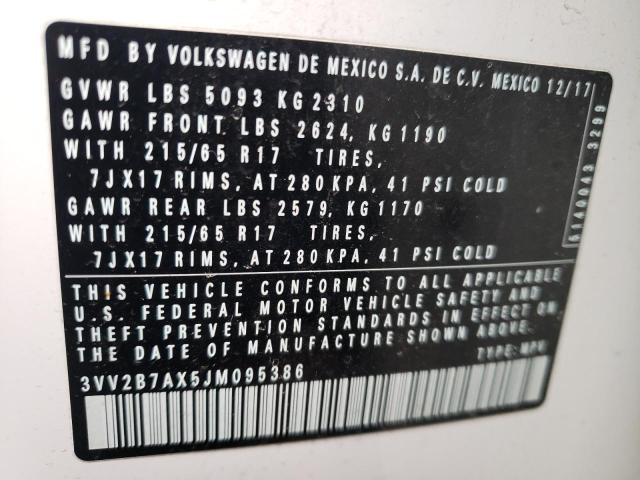 MFD BY VOLKSWAGEN DE MEXICO S.A. DE C.V. MEXICO 12/17
GVWR LBS 5093 KG 2310
GAWR FRONT LBS 2624, KG 1190
WITH 215/65 R17 TIRES,
7JX17 RIMS, AT 280 KPA, 41 PSI COLD
GAWR REAR LBS 2579, KG 1170
WITH 215/65 R17 TIRES,
7JX17 RIMS, AT 280 KPA, 41 PSI COLD
THIS VEHICLE CONFORMS TO ALL APPLICABLE
U.S. FEDERAL MOTOR VEHICLE SAFETY AND
THEFT PREVENTION STANDARDS IN EFFECT ON
THE DATE OF MANUFACTURE SHOWN ABOVE.
3VV2B7AX5JM095386 TYPE: MPV
5140043 3299